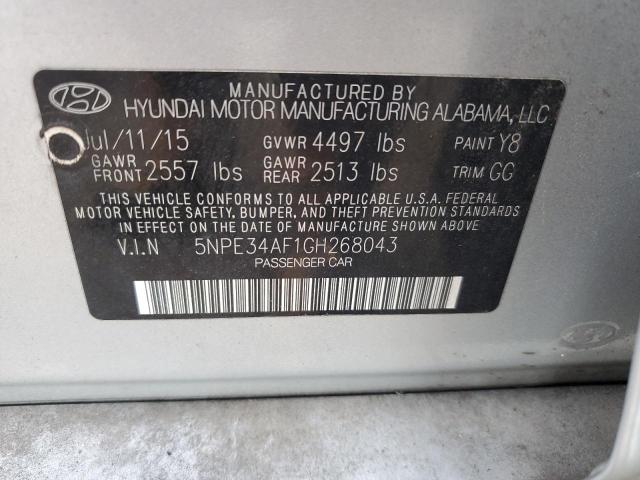 MANUFACTURED BY
HYUNDAI MOTOR MANUFACTURING ALABAMA, LLC
Jul/11/15 GVWR 4497 lbs PAINT Y8
GAWR FRONT 2557 lbs GAWR REAR 2513 lbs TRIM GG
THIS VEHICLE CONFORMS TO ALL APPLICABLE U.S.A. FEDERAL
MOTOR VEHICLE SAFETY, BUMPER, AND THEFT PREVENTION STANDARDS
IN EFFECT ON THE DATE OF MANUFACTURE SHOWN ABOVE
V.I.N 5NPE34AF1GH268043
PASSENGER CAR